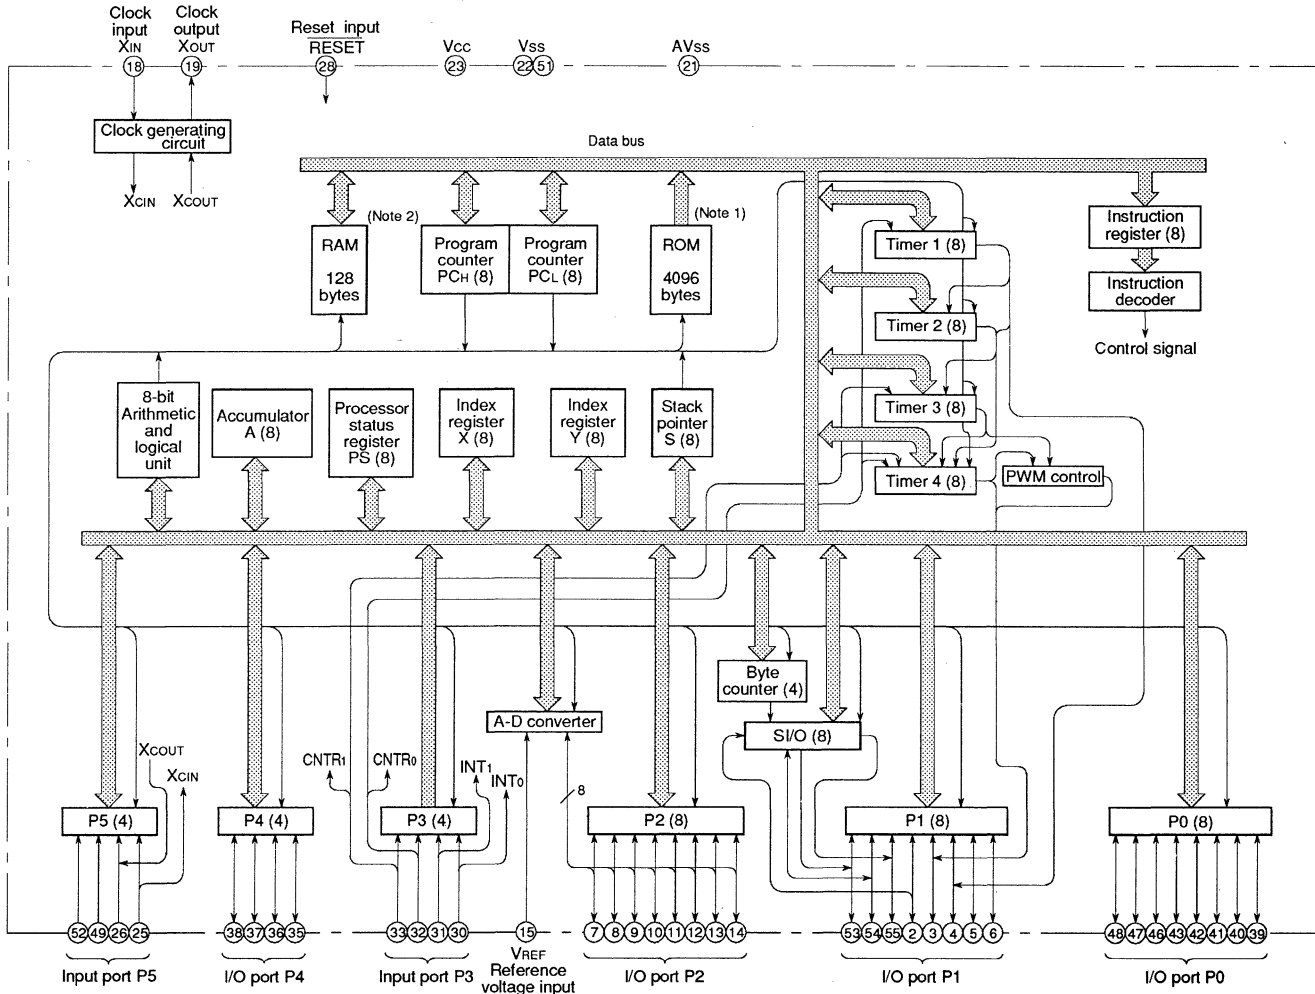 Clock
input
XIN
Clock
output
XOUT
Reset input
RESET
VCC
VSS
AVSS
18
19
28
23
22
51
21
Clock generating
circuit
XCIN
XCOUT
Data bus
(Note 2)
(Note 1)
RAM
128
bytes
Program
counter
PCH (8)
Program
counter
PCL (8)
ROM
4096
bytes
Timer 1 (8)
Timer 2 (8)
Timer 3 (8)
Timer 4 (8)
PWM control
Instruction
register (8)
Instruction
decoder
Control signal
8-bit
Arithmetic
and
logical
unit
Accumulator
A (8)
Processor
status
register
PS (8)
Index
register
X (8)
Index
register
Y (8)
Stack
pointer
S (8)
Byte
counter (4)
A-D converter
SI/O (8)
XCOUT
XCIN
CNTR1
CNTR0
INT1
INT0
8
P5 (4)
P4 (4)
P3 (4)
P2 (8)
P1 (8)
P0 (8)
52
49
26
25
38
37
36
35
33
32
31
30
15
7
8
9
10
11
12
13
14
53
54
55
2
3
4
5
6
48
47
46
43
42
41
40
39
Input port P5
I/O port P4
Input port P3
VREF
Reference
voltage input
I/O port P2
I/O port P1
I/O port P0